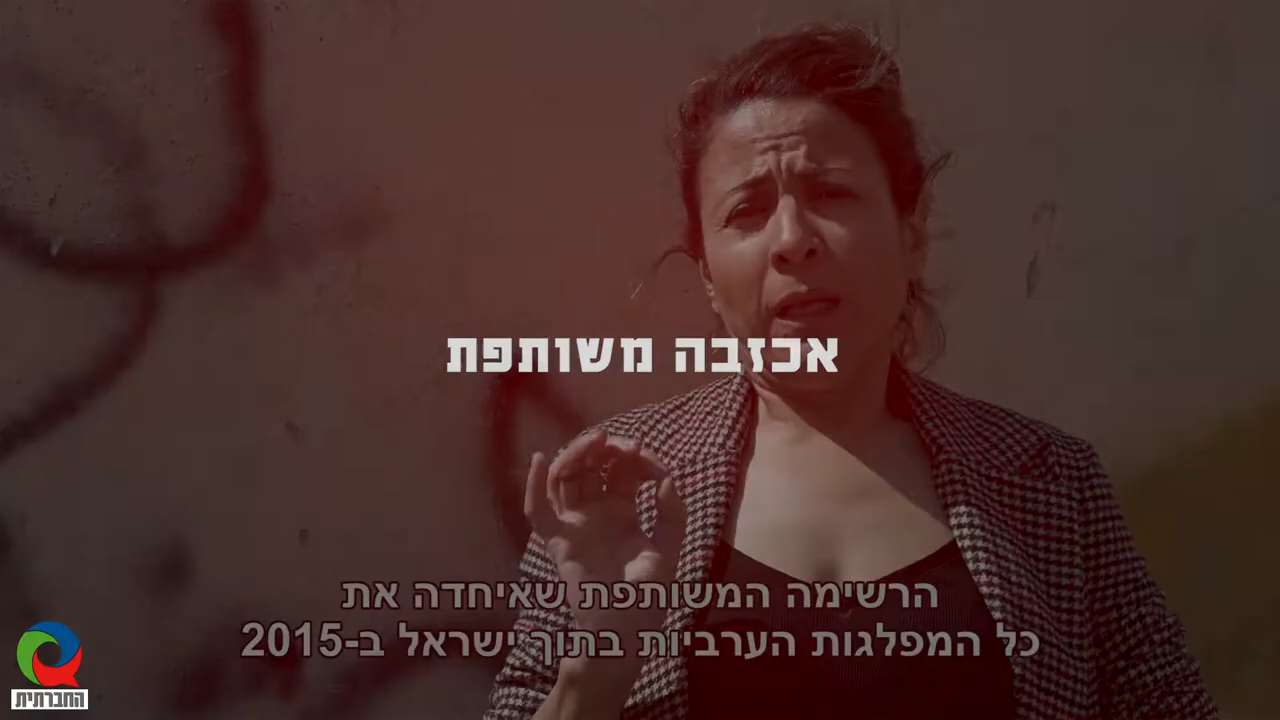 אכזבה משותפת
הרשימה המשותפת שאיחדה את
כל המפלגות הערביות בתוך ישראל ב-2015
החברתית